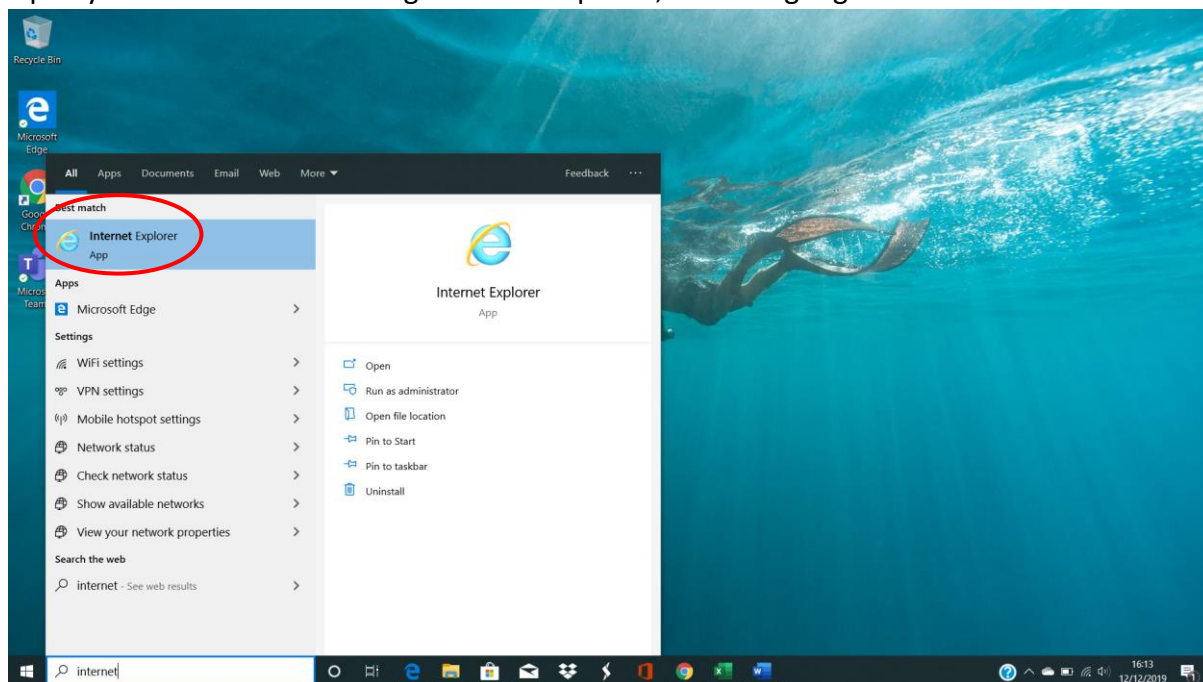 Recycle Bin
Microsoft
Edge
All Apps Documents Email Web More Feedback ...
Best match
Internet Explorer
App
Apps
Microsoft Edge
Settings
WiFi settings
VPN settings
Mobile hotspot settings
Network status
Check network status
Show available networks
View your network properties
Search the web
internet - See web results
Internet Explorer
App
Open
Run as administrator
Open file location
Pin to Start
Pin to taskbar
Uninstall
internet
16:13
12/12/2019